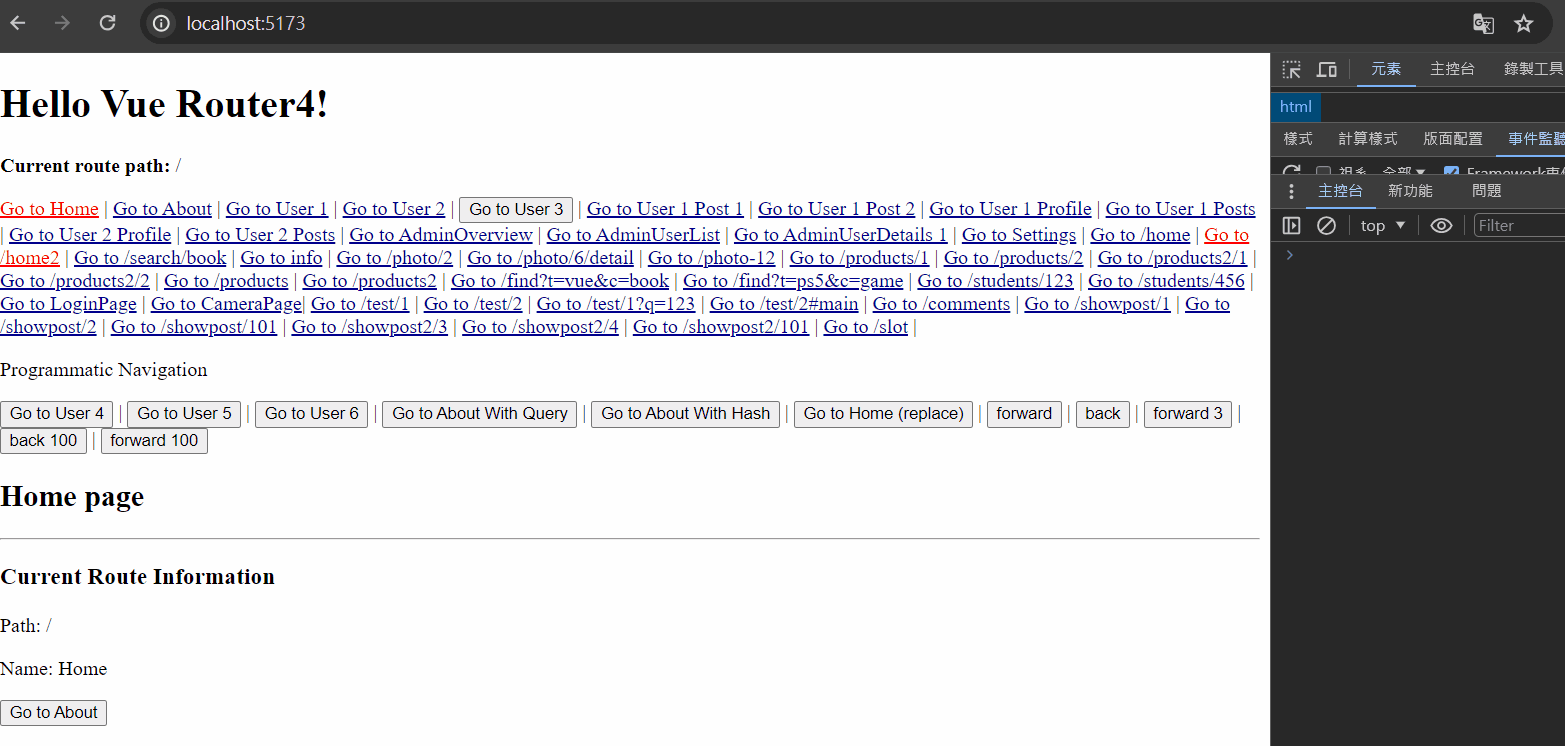 localhost:5173
Hello Vue Router4!
Current route path: /
Go to Home | Go to About | Go to User 1 | Go to User 2 | Go to User 3 | Go to User 1 Post 1 | Go to User 1 Post 2 | Go to User 1 Profile | Go to User 1 Posts
| Go to User 2 Profile | Go to User 2 Posts | Go to AdminOverview | Go to AdminUserList | Go to AdminUserDetails 1 | Go to Settings | Go to /home | Go to
/home2 | Go to /search/book | Go to info | Go to /photo/2 | Go to /photo/6/detail | Go to /photo-12 | Go to /products/1 | Go to /products/2 | Go to /products2/1 |
Go to /products2/2 | Go to /products | Go to /products2 | Go to /find?t=vue&c=book | Go to /find?t=ps5&c=game | Go to /students/123 | Go to /students/456 |
Go to LoginPage | Go to CameraPage| Go to /test/1 | Go to /test/2 | Go to /test/1?q=123 | Go to /test/2#main | Go to /comments | Go to /showpost/1 | Go to
/showpost/2 | Go to /showpost/101 | Go to /showpost2/3 | Go to /showpost2/4 | Go to /showpost2/101 | Go to /slot |
Programmatic Navigation
Go to User 4 | Go to User 5 | Go to User 6 | Go to About With Query | Go to About With Hash | Go to Home (replace) | forward | back | forward 3 |
back 100 | forward 100
Home page
Current Route Information
Path: /
Name: Home
Go to About
元素 主控台 錄製工具
html
樣式 計算樣式 版面配置 事件監聽
全部 Framework
主控台 新功能 問題
top Filter